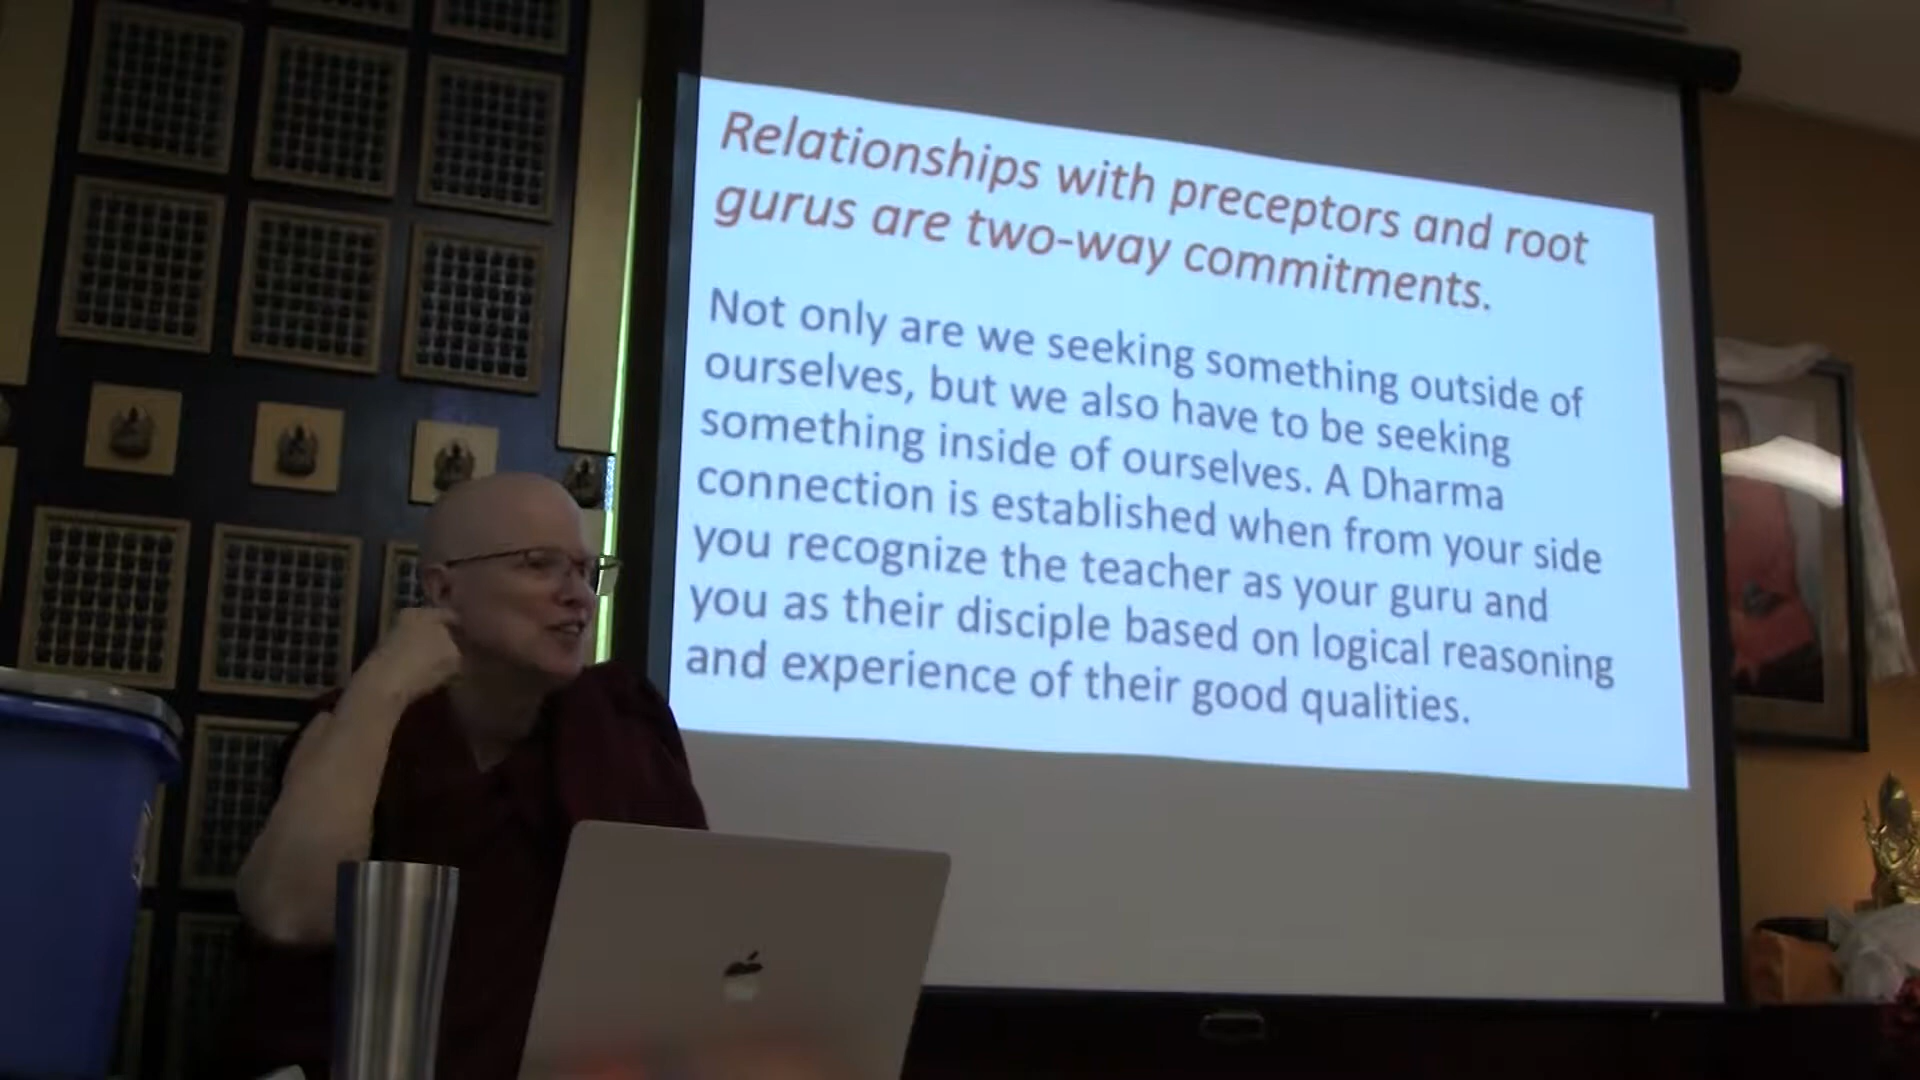 Relationships with preceptors and root
gurus are two-way commitments.
Not only are we seeking something outside of
ourselves, but we also have to be seeking
something inside of ourselves. A Dharma
connection is established when from your side
you recognize the teacher as your guru and
you as their disciple based on logical reasoning
and experience of their good qualities.